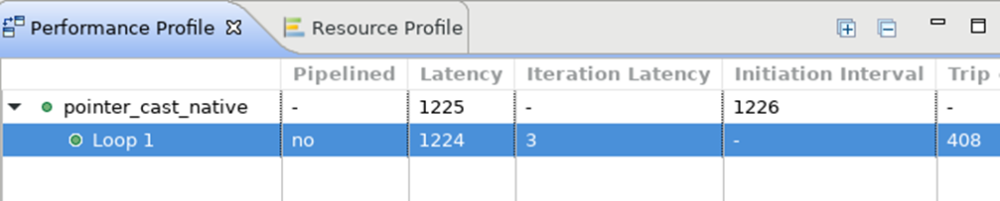 Performance Profile Resource Profile
Pipelined Latency Iteration Latency Initiation Interval Trip
pointer_cast_native - 1225 - 1226 -
Loop 1 no 1224 3 - 408